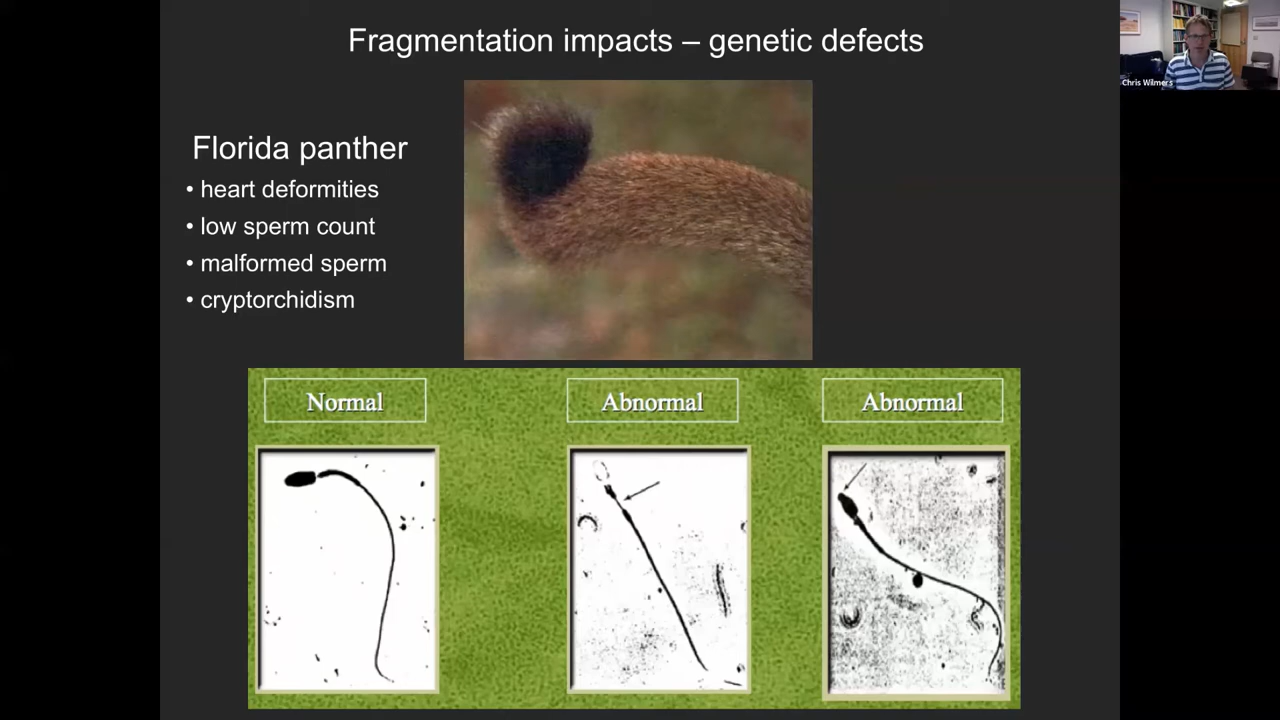 Fragmentation impacts – genetic defects
Chris Wilmers
Florida panther
• heart deformities
• low sperm count
• malformed sperm
• cryptorchidism
Normal
Abnormal
Abnormal